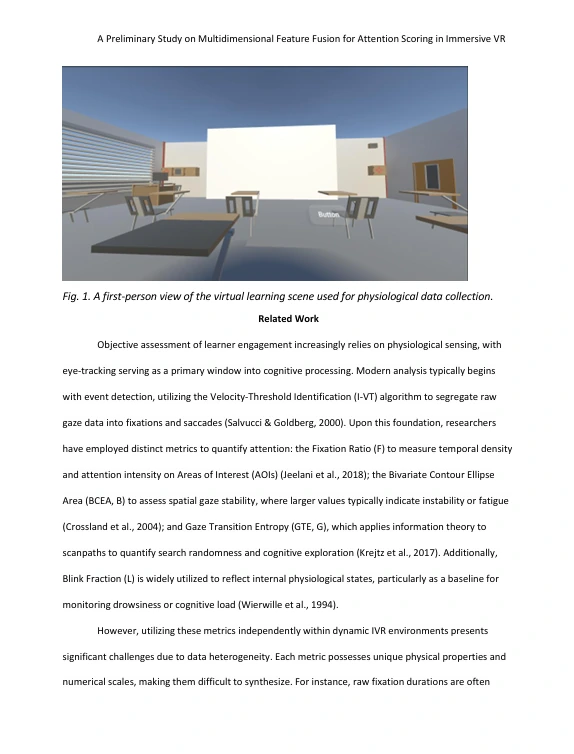 A Preliminary Study on Multidimensional Feature Fusion for Attention Scoring in Immersive VR
Button
Fig. 1. A first-person view of the virtual learning scene used for physiological data collection.
Related Work
Objective assessment of learner engagement increasingly relies on physiological sensing, with
eye-tracking serving as a primary window into cognitive processing. Modern analysis typically begins
with event detection, utilizing the Velocity-Threshold Identification (I-VT) algorithm to segregate raw
gaze data into fixations and saccades (Salvucci & Goldberg, 2000). Upon this foundation, researchers
have employed distinct metrics to quantify attention: the Fixation Ratio (F) to measure temporal density
and attention intensity on Areas of Interest (AOIs) (Jeelani et al., 2018); the Bivariate Contour Ellipse
Area (BCEA, B) to assess spatial gaze stability, where larger values typically indicate instability or fatigue
(Crossland et al., 2004); and Gaze Transition Entropy (GTE, G), which applies information theory to
scanpaths to quantify search randomness and cognitive exploration (Krejtz et al., 2017). Additionally,
Blink Fraction (L) is widely utilized to reflect internal physiological states, particularly as a baseline for
monitoring drowsiness or cognitive load (Wierwille et al., 1994).
However, utilizing these metrics independently within dynamic IVR environments presents
significant challenges due to data heterogeneity. Each metric possesses unique physical properties and
numerical scales, making them difficult to synthesize. For instance, raw fixation durations are often